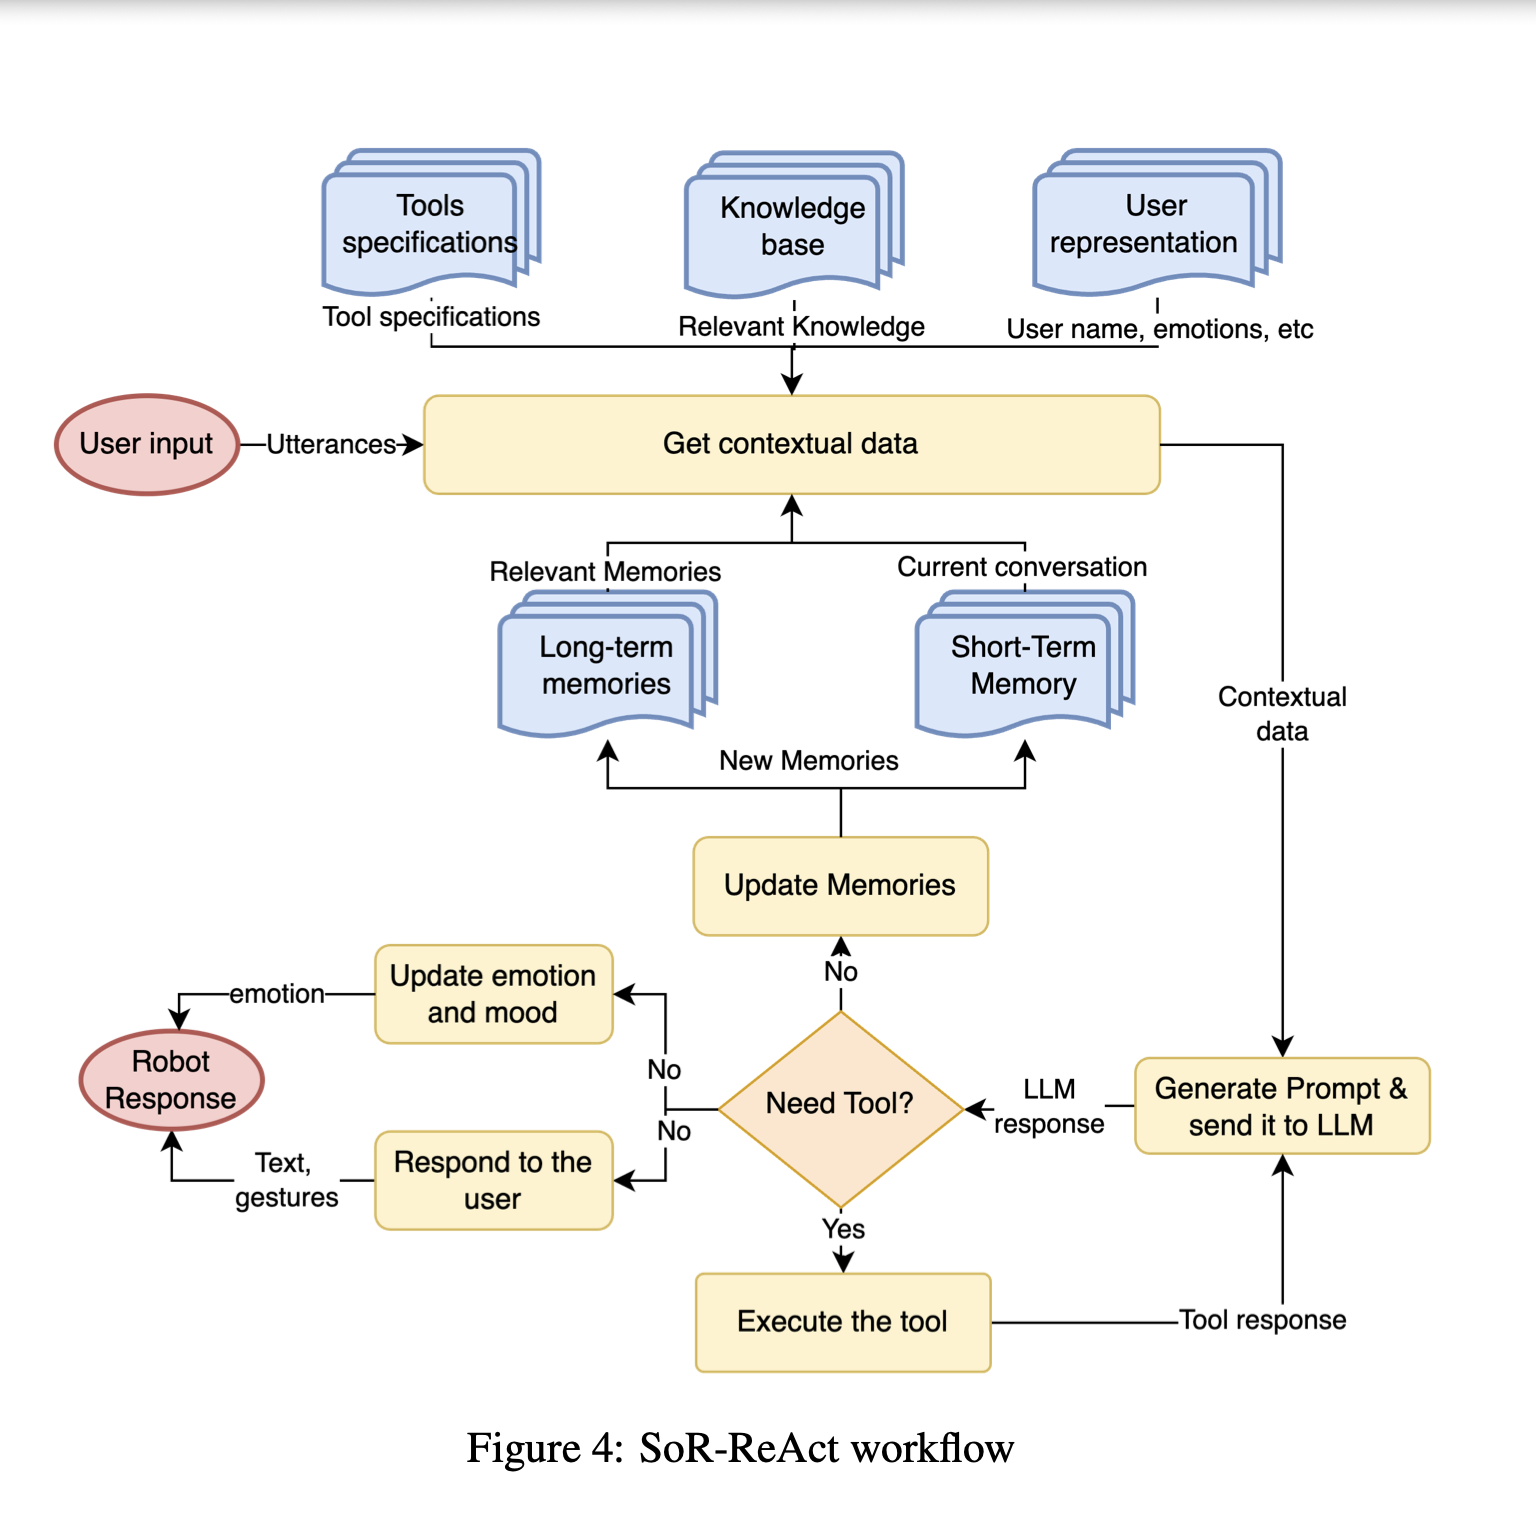 Tools
specifications
Knowledge
base
User
representation
Tool specifications
Relevant Knowledge
User name, emotions, etc
User input
Utterances
Get contextual data
Relevant Memories
Current conversation
Long-term
memories
Short-Term
Memory
Contextual
data
New Memories
Update Memories
No
Update emotion
and mood
emotion
Robot
Response
No
Need Tool?
LLM
response
Generate Prompt &
send it to LLM
No
Text,
gestures
Respond to the
user
Yes
Execute the tool
Tool response
Figure 4: SoR-ReAct workflow